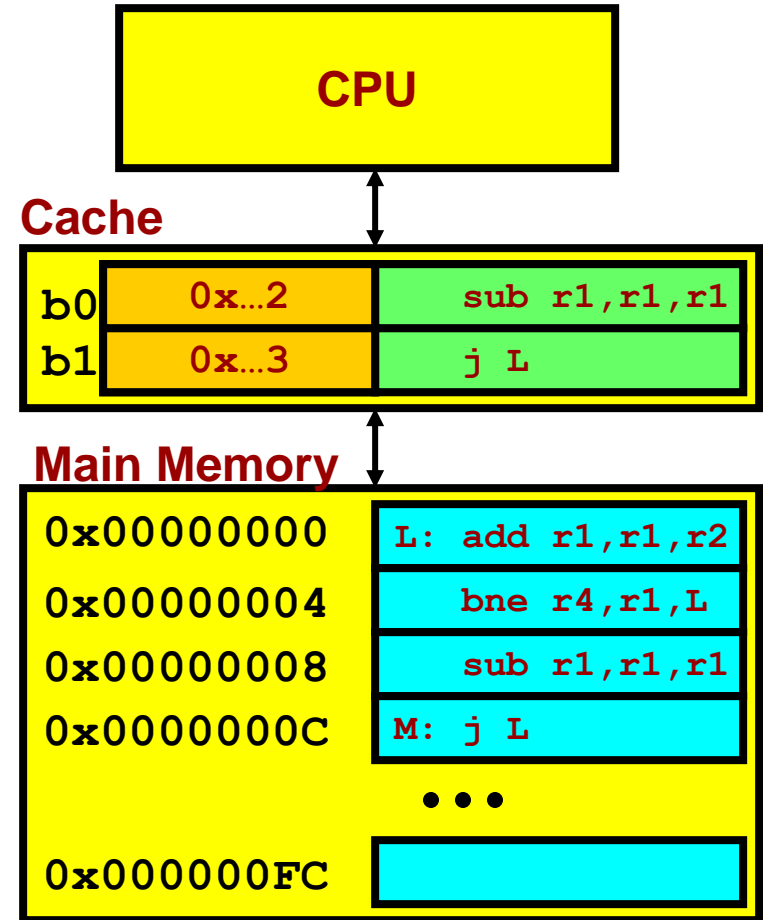 CPU
Cache
b0 0x…2 sub r1,r1,r1
b1 0x…3 j L
Main Memory
0x00000000 L: add r1,r1,r2
0x00000004 bne r4,r1,L
0x00000008 sub r1,r1,r1
0x0000000C M: j L
•••
0x000000FC